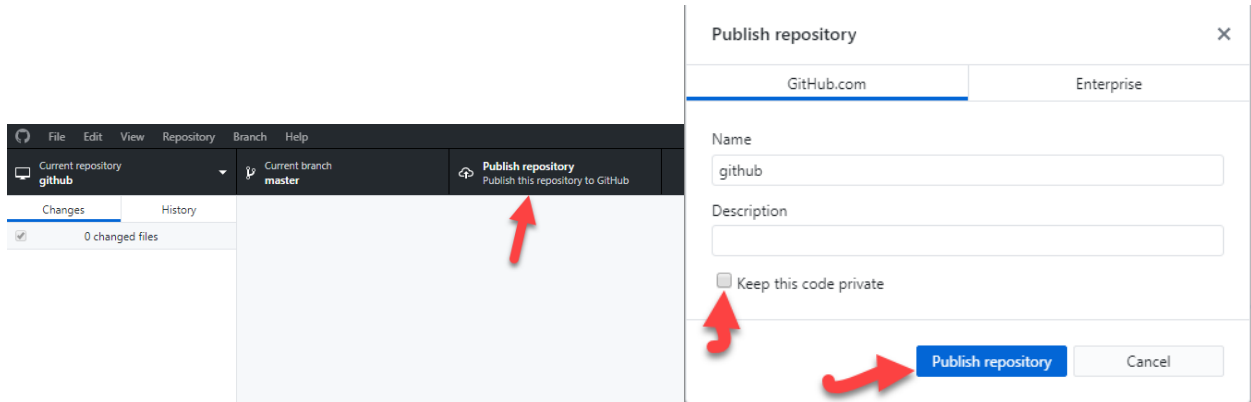 File Edit View Repository Branch Help
Current repository
github
Current branch
master
Publish repository
Publish this repository to GitHub
Changes History
0 changed files
Publish repository
GitHub.com Enterprise
Name
github
Description
Keep this code private
Publish repository Cancel